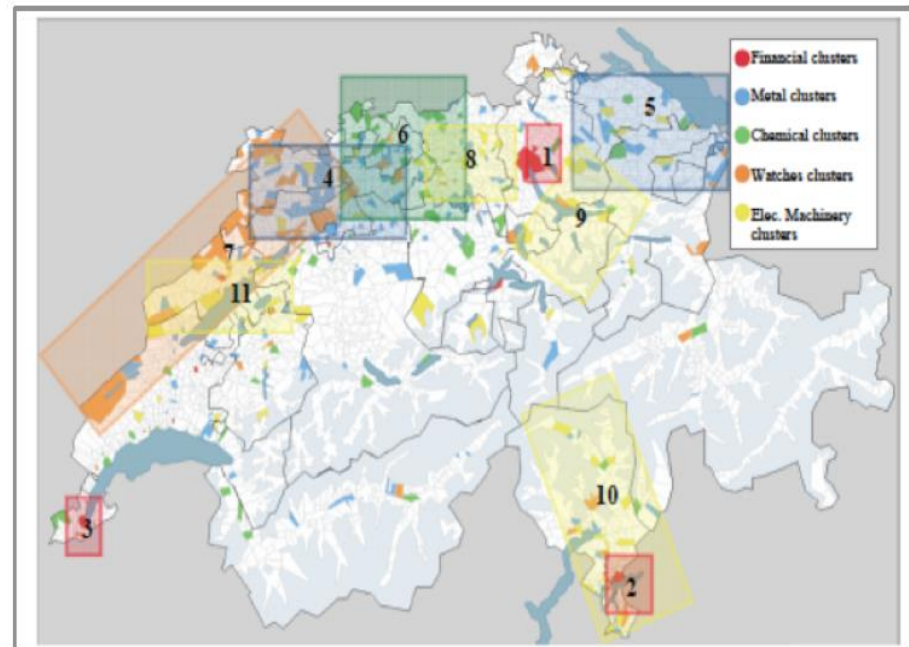 Financial clusters
Metal clusters
Chemical clusters
Watches clusters
Elec. Machinery
clusters
5
6
1
8
4
9
7
11
10
3
2